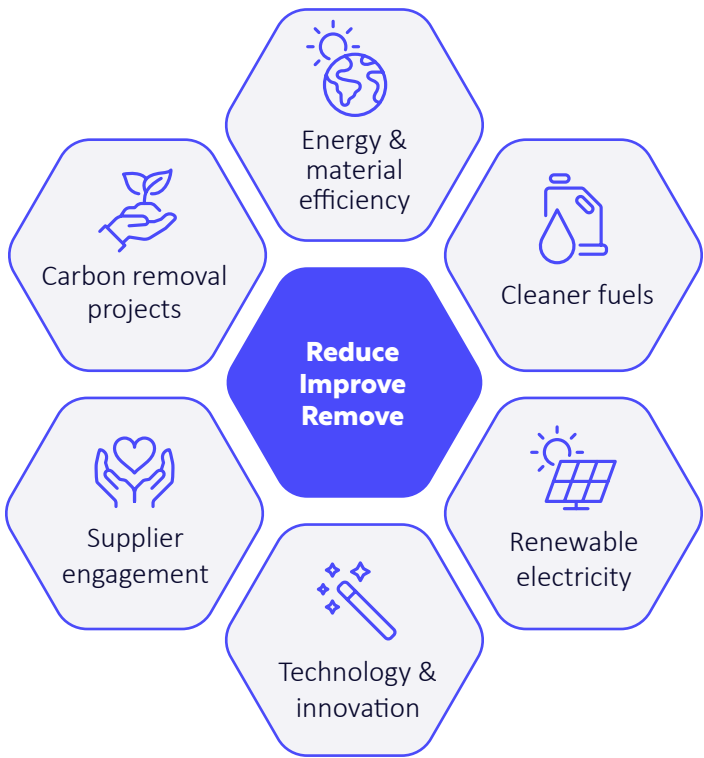 Energy &
material
efficiency
Carbon removal
projects
Cleaner fuels
Reduce
Improve
Remove
Supplier
engagement
Renewable
electricity
Technology &
innovation